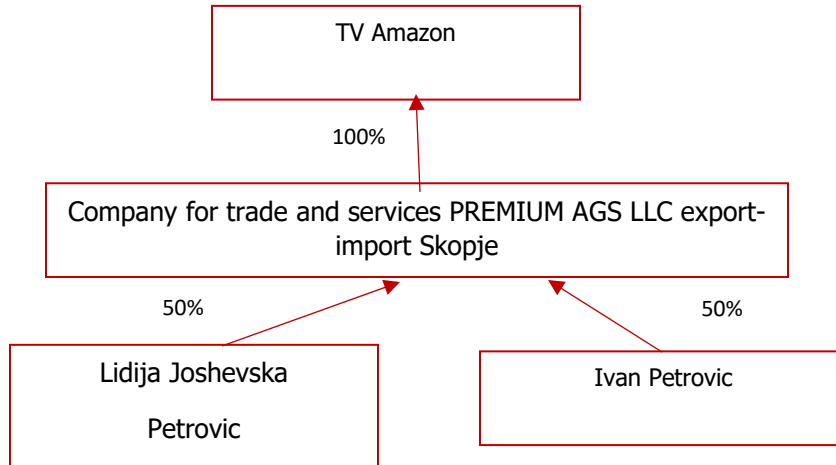 TV Amazon
100%
Company for trade and services PREMIUM AGS LLC export-
import Skopje
50%
50%
Lidija Joshevska
Petrovic
Ivan Petrovic